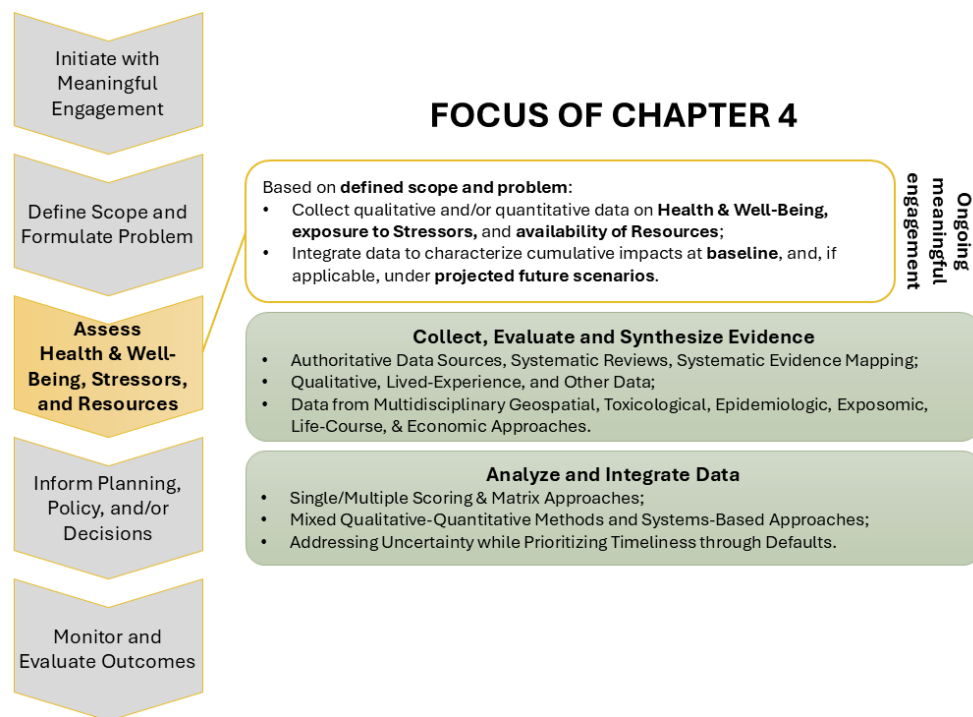 Initiate with
Meaningful
Engagement
Define Scope and
Formulate Problem
Assess
Health & Well-
Being, Stressors,
and Resources
Inform Planning,
Policy, and/or
Decisions
Monitor and
Evaluate Outcomes
FOCUS OF CHAPTER 4
Based on defined scope and problem:
• Collect qualitative and/or quantitative data on Health & Well-Being,
exposure to Stressors, and availability of Resources;
• Integrate data to characterize cumulative impacts at baseline, and, if
applicable, under projected future scenarios.
Ongoing
meaningful
engagement
Collect, Evaluate and Synthesize Evidence
• Authoritative Data Sources, Systematic Reviews, Systematic Evidence Mapping;
• Qualitative, Lived-Experience, and Other Data;
• Data from Multidisciplinary Geospatial, Toxicological, Epidemiologic, Exposomic,
Life-Course, & Economic Approaches.
Analyze and Integrate Data
• Single/Multiple Scoring & Matrix Approaches;
• Mixed Qualitative-Quantitative Methods and Systems-Based Approaches;
• Addressing Uncertainty while Prioritizing Timeliness through Defaults.